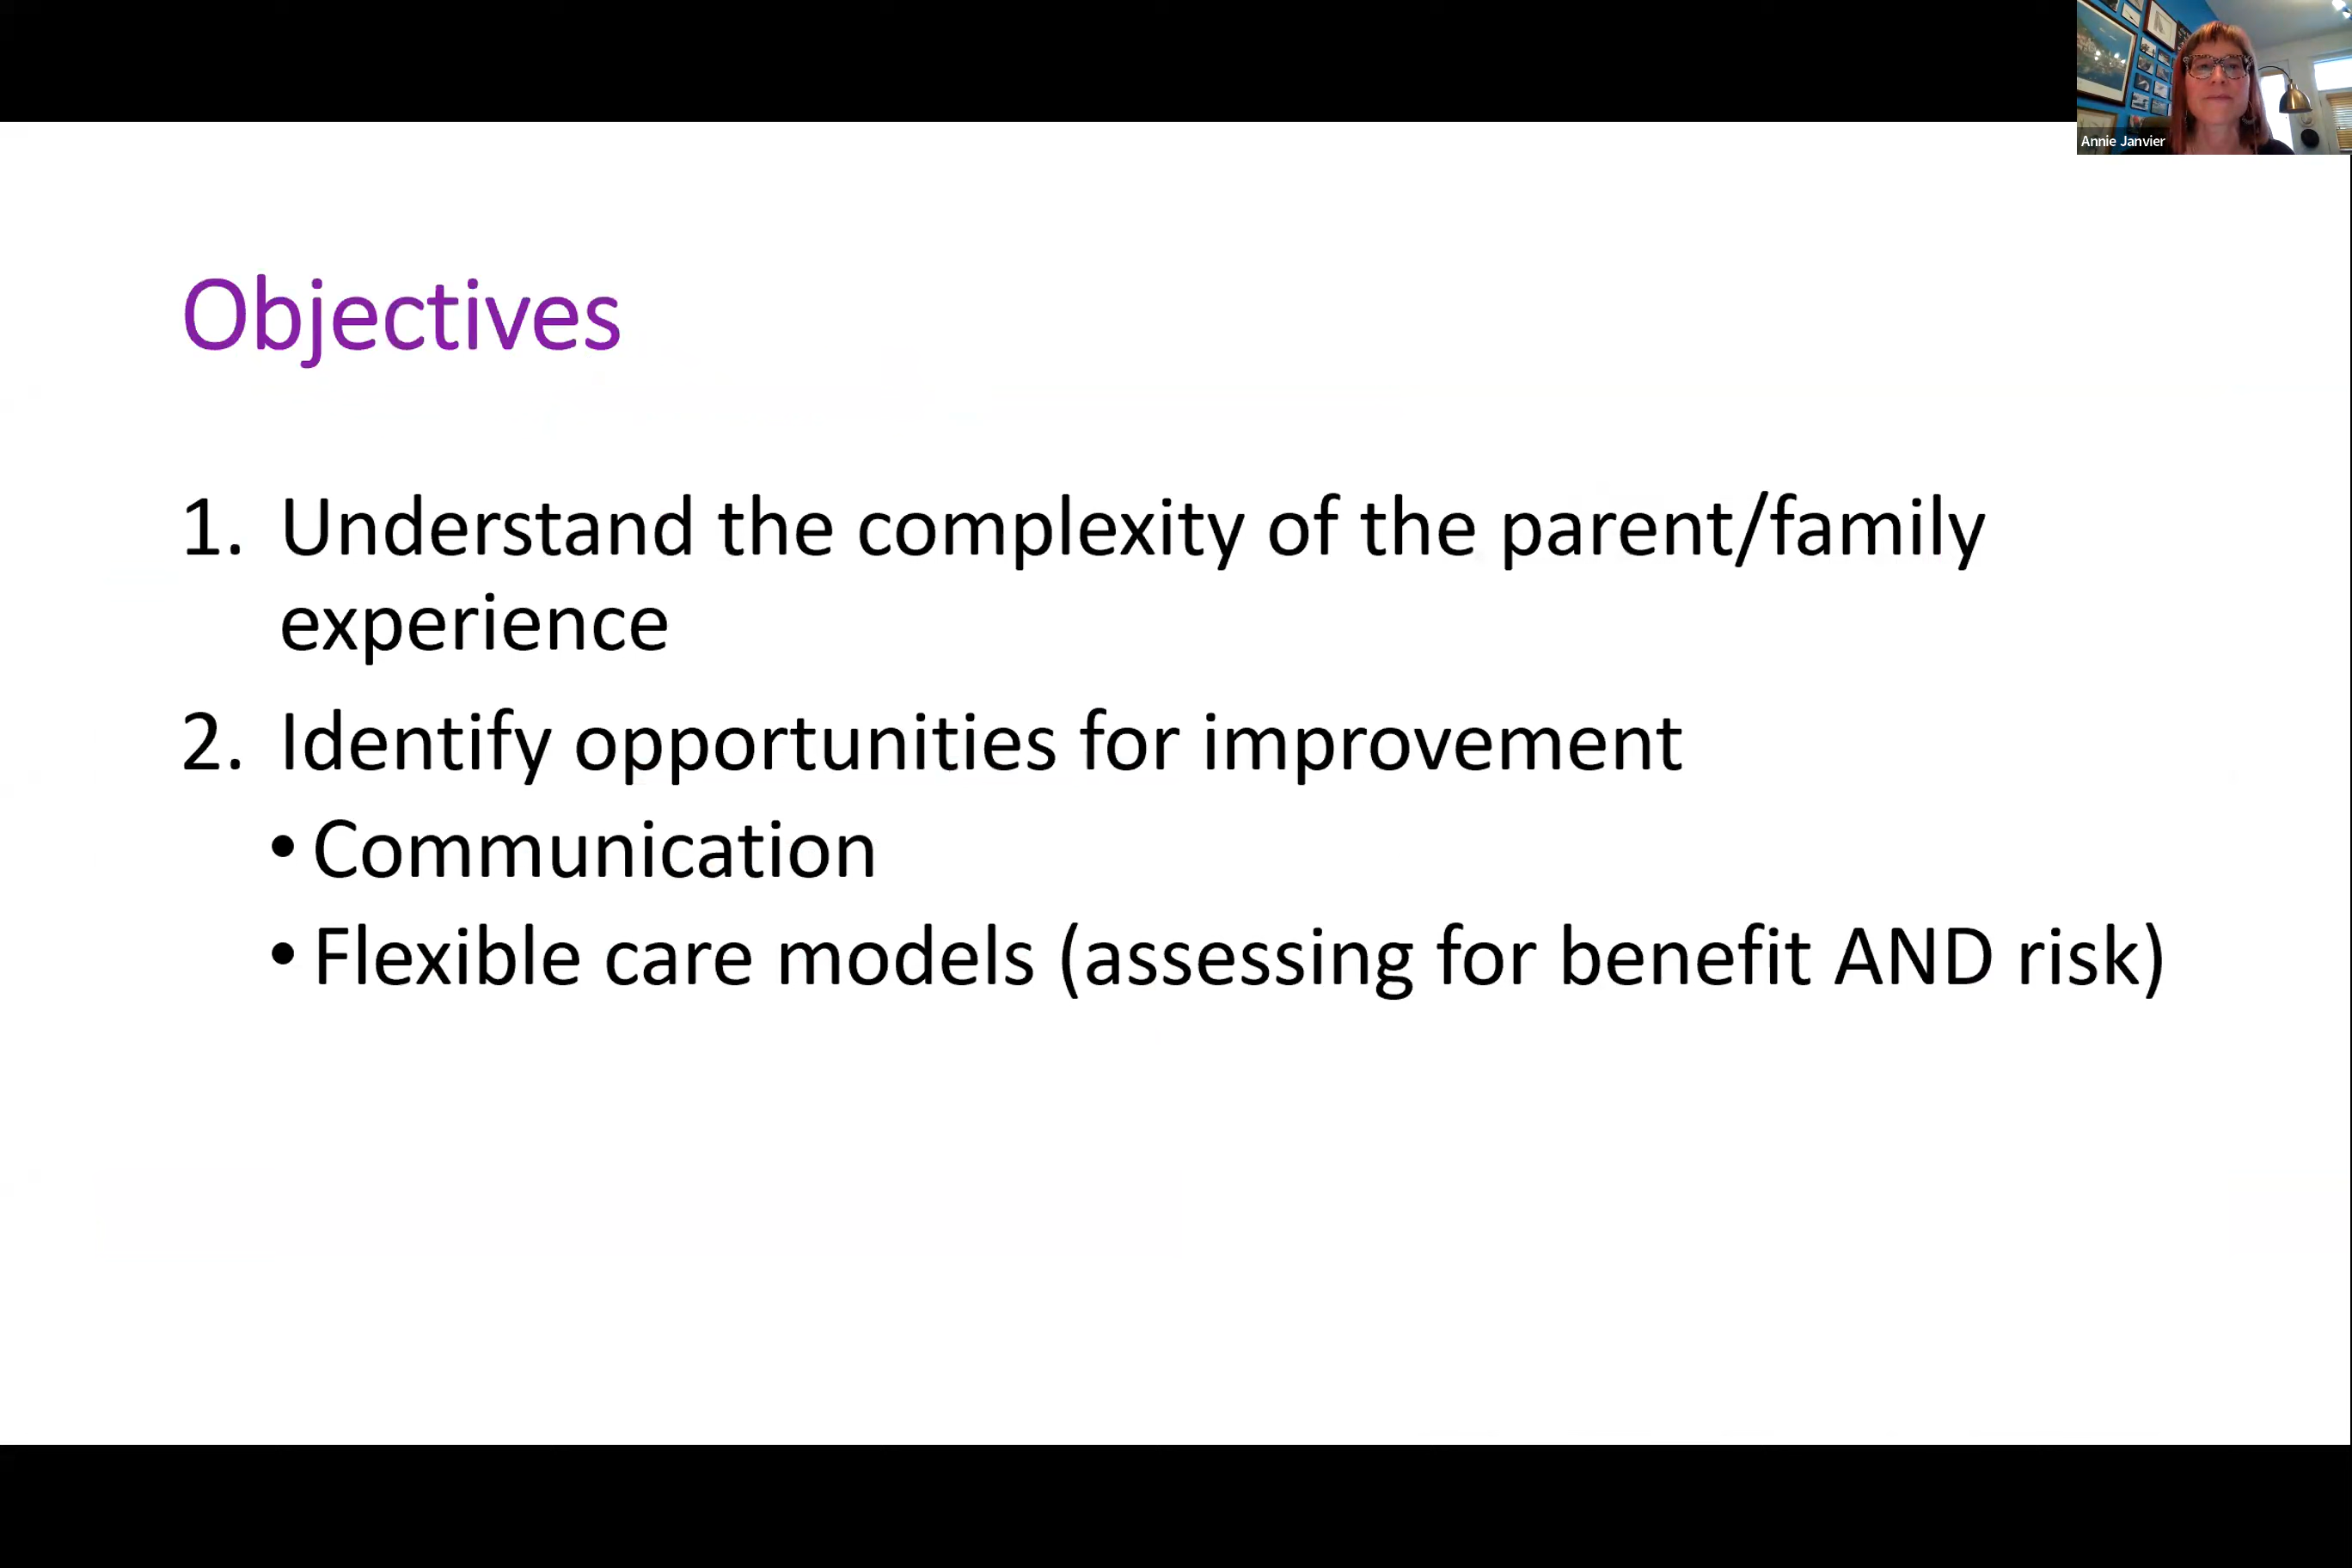 Annie Janvier
Objectives
1. Understand the complexity of the parent/family
experience
2. Identify opportunities for improvement
• Communication
• Flexible care models (assessing for benefit AND risk)